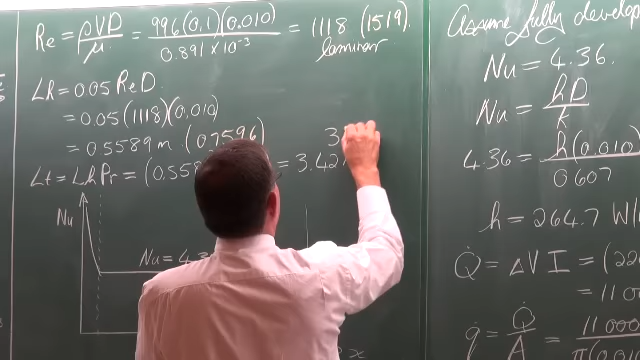 Re = ρVD/μ = 996(0.1)(0.010)/0.891×10⁻³ = 1118 (1519).
laminar
Lh = 0.05 Re D
= 0.05(1118)(0.010)
= 0.5589 m. (0.7596)
Lt = Lh Pr = (0.55 = 3.42
3
Nu
Nu = 4.3
x
Assume fully develop
Nu = 4.36.
Nu = hD/k
4.36 = h(0.010)/0.607
h = 264.7 W/
Q̇ = ΔV I = (22
= 11 00
q̇ = Q̇/A = 11 000/π(0.01